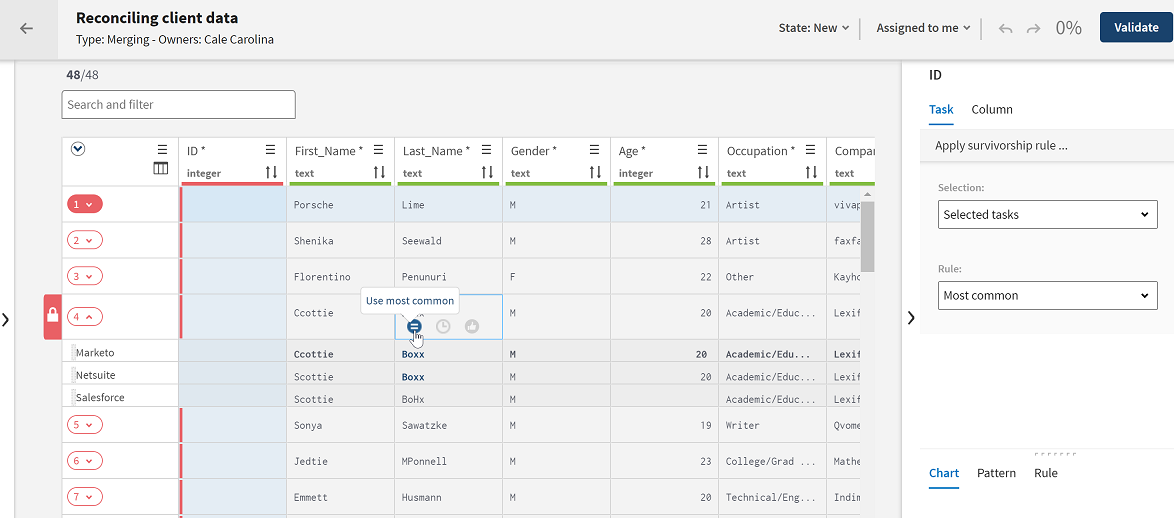 Reconciling client data
Type: Merging - Owners: Cale Carolina
State: New
Assigned to me
0%
Validate
48/48
Search and filter
ID * First_Name * Last_Name * Gender * Age * Occupation * Compar
integer text text text integer text text
1 Porsche Lime M 21 Artist vivap
2 Shenika Seewald M 28 Artist faxfa
3 Florentino Penunuri F 22 Other Kayho
Use most common
4 Ccottie M 20 Academic/Educ... Lexif
Marketo Ccottie Boxx M 20 Academic/Edu... Lexif
Netsuite Scottie Boxx M 20 Academic/Educ... Lexif
Salesforce Scottie BoHx M Academic/Educ... Lexif
5 Sonya Sawatzke M 19 Writer Qvome
6 Jedtie MPonnell M 23 College/Grad ... Mathe
7 Emmett Husmann M 20 Technical/Eng... Indim
ID
Task Column
Apply survivorship rule ...
Selection:
Selected tasks
Rule:
Most common
Chart Pattern Rule